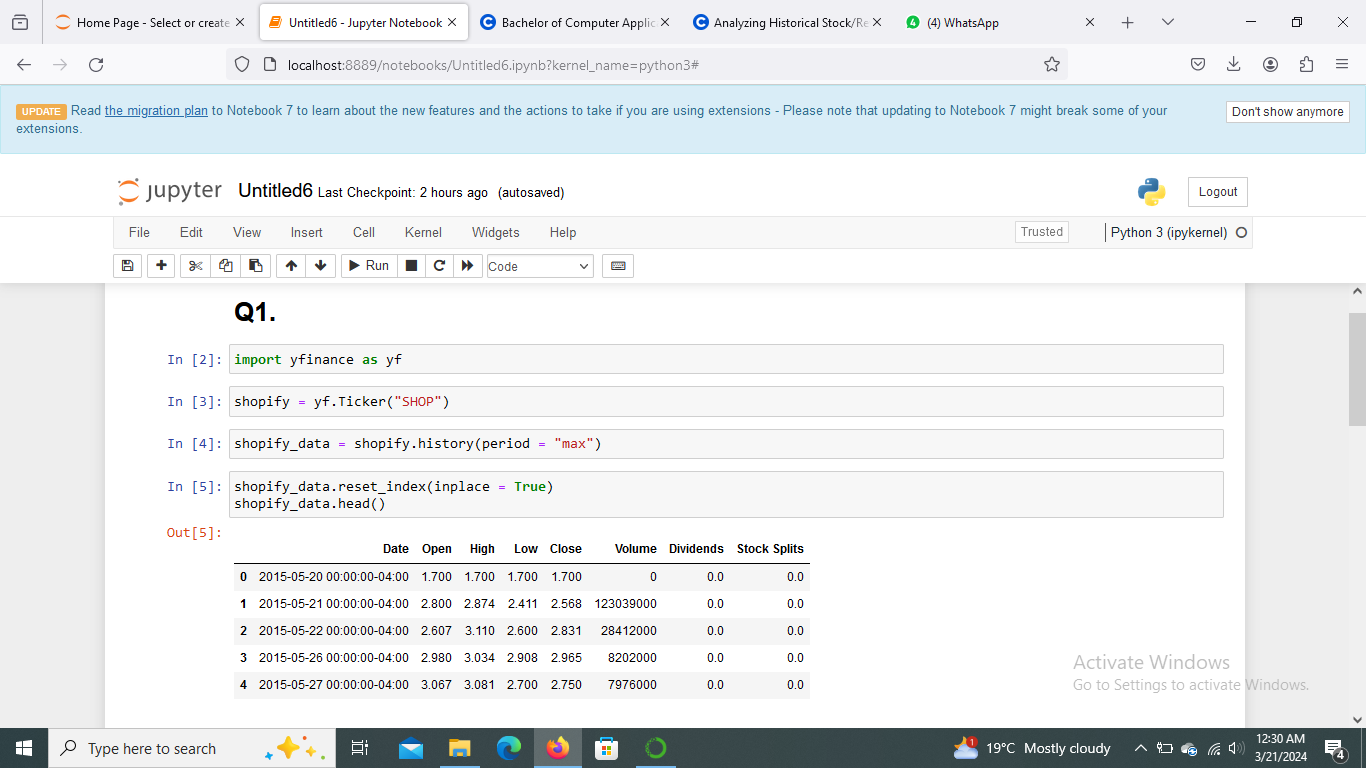 Home Page - Select or create
Untitled6 - Jupyter Notebook
Bachelor of Computer Applic
Analyzing Historical Stock/Re
(4) WhatsApp
localhost:8889/notebooks/Untitled6.ipynb?kernel_name=python3#
UPDATE Read the migration plan to Notebook 7 to learn about the new features and the actions to take if you are using extensions - Please note that updating to Notebook 7 might break some of your
extensions.
Don't show anymore
jupyter Untitled6 Last Checkpoint: 2 hours ago (autosaved)
Logout
File Edit View Insert Cell Kernel Widgets Help
Trusted
Python 3 (ipykernel)
Run
Code
Q1.
In [2]: import yfinance as yf
In [3]: shopify = yf.Ticker("SHOP")
In [4]: shopify_data = shopify.history(period = "max")
In [5]: shopify_data.reset_index(inplace = True)
shopify_data.head()
Out[5]:
Date Open High Low Close Volume Dividends Stock Splits
0 2015-05-20 00:00:00-04:00 1.700 1.700 1.700 1.700 0 0.0 0.0
1 2015-05-21 00:00:00-04:00 2.800 2.874 2.411 2.568 123039000 0.0 0.0
2 2015-05-22 00:00:00-04:00 2.607 3.110 2.600 2.831 28412000 0.0 0.0
3 2015-05-26 00:00:00-04:00 2.980 3.034 2.908 2.965 8202000 0.0 0.0
4 2015-05-27 00:00:00-04:00 3.067 3.081 2.700 2.750 7976000 0.0 0.0
Activate Windows
Go to Settings to activate Windows.
Type here to search
1
19°C Mostly cloudy
12:30 AM
3/21/2024
4